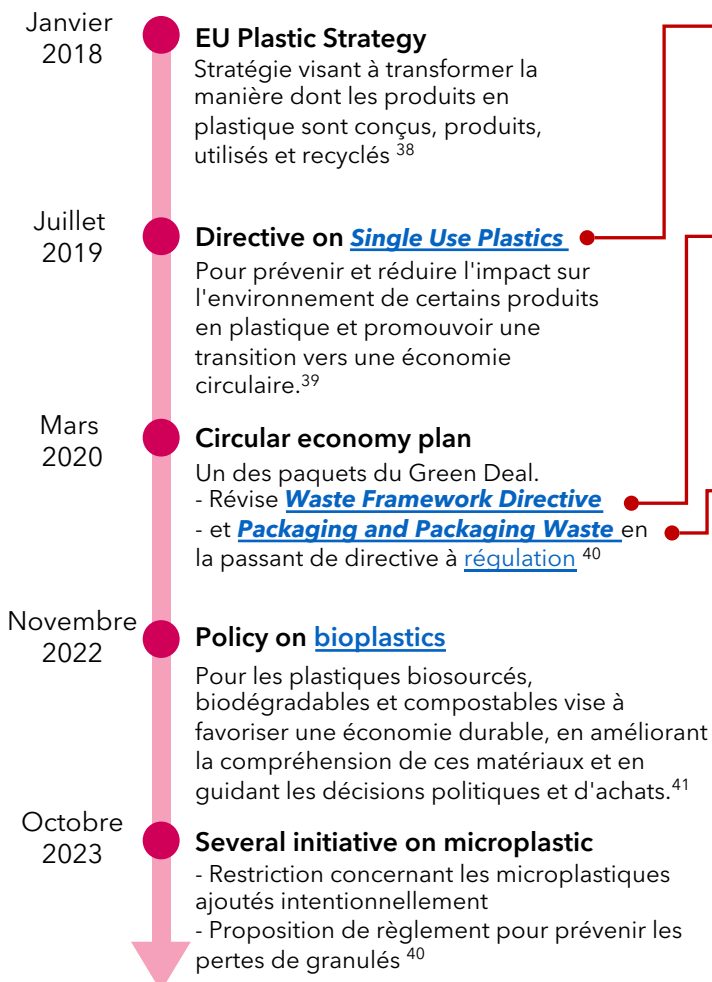 Janvier
2018
EU Plastic Strategy
Stratégie visant à transformer la
manière dont les produits en
plastique sont conçus, produits,
utilisés et recyclés 38
Juillet
2019
Directive on Single Use Plastics
Pour prévenir et réduire l'impact sur
l'environnement de certains produits
en plastique et promouvoir une
transition vers une économie
circulaire.39
Mars
2020
Circular economy plan
Un des paquets du Green Deal.
- Révise Waste Framework Directive
- et Packaging and Packaging Waste en
la passant de directive à régulation 40
Novembre
2022
Policy on bioplastics
Pour les plastiques biosourcés,
biodégradables et compostables vise à
favoriser une économie durable, en améliorant
la compréhension de ces matériaux et en
guidant les décisions politiques et d'achats.41
Octobre
2023
Several initiative on microplastic
- Restriction concernant les microplastiques
ajoutés intentionnellement
- Proposition de règlement pour prévenir les
pertes de granulés 40